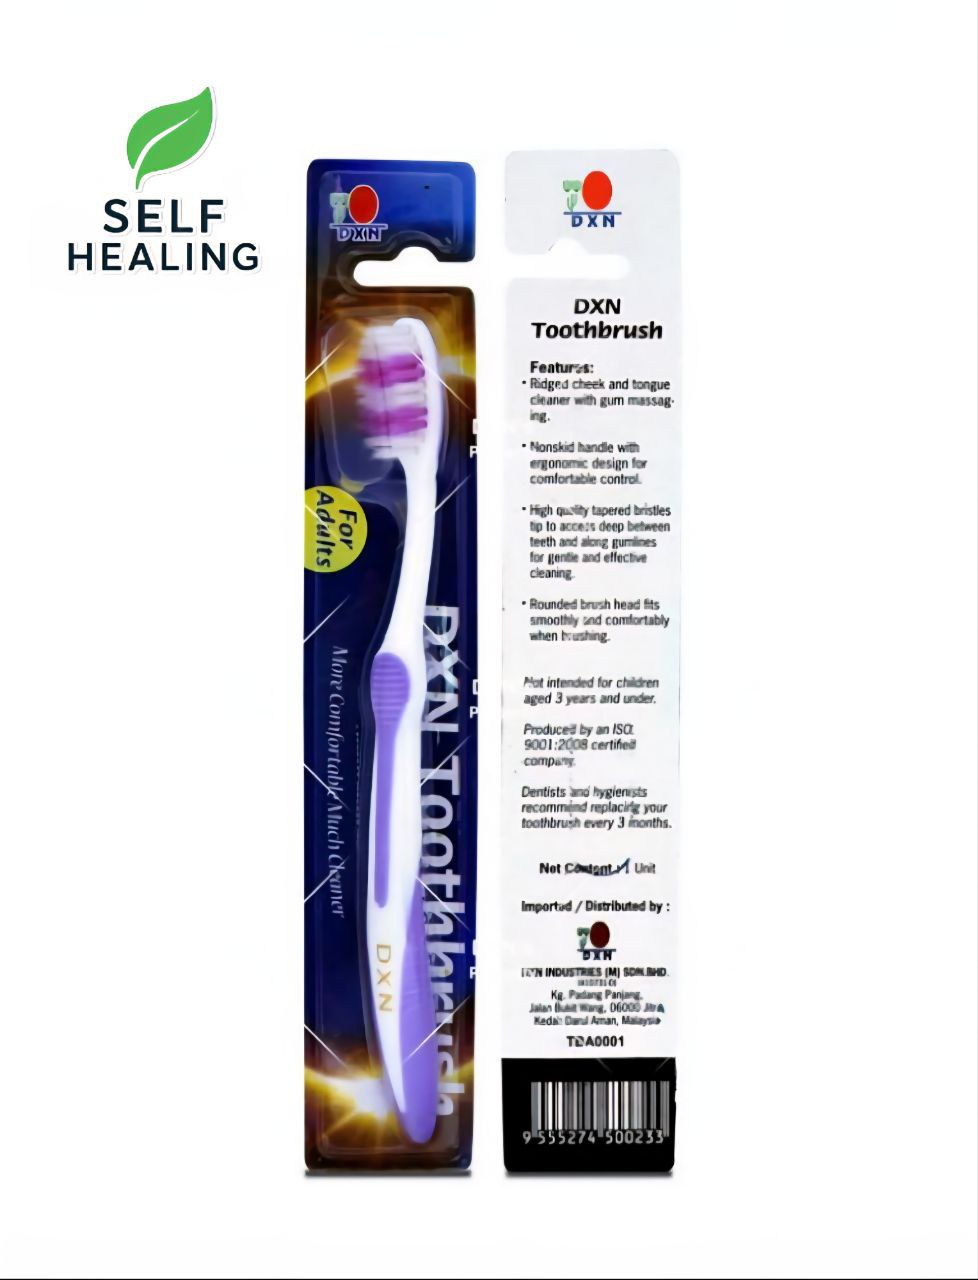 SELF
HEALING
DXN
For
Adults
More Comfortable Much Cleaner
DXN Toothbrush
DXN
DXN
DXN
Toothbrush
Features:
• Ridged cheek and tongue
cleaner with gum massag-
ing.
• Nonskid handle with
ergonomic design for
comfortable control.
• High quality tapered bristles
tip to access deep between
teeth and along gumlines
for gentle and effective
cleaning.
• Rounded brush head fits
smoothly and comfortably
when brushing.
Not intended for children
aged 3 years and under.
Produced by an ISO
9001:2008 certified
company.
Dentists and hygienists
recommend replacing your
toothbrush every 3 months.
Net Content : 1 Unit
Imported / Distributed by :
DXN
DXN INDUSTRIES (M) SDN.BHD.
Kg. Padang Panjang,
Jalan Bukit Wang, 06000 Jitra,
Kedah Darul Aman, Malaysia
TBA0001
9 555274 500233